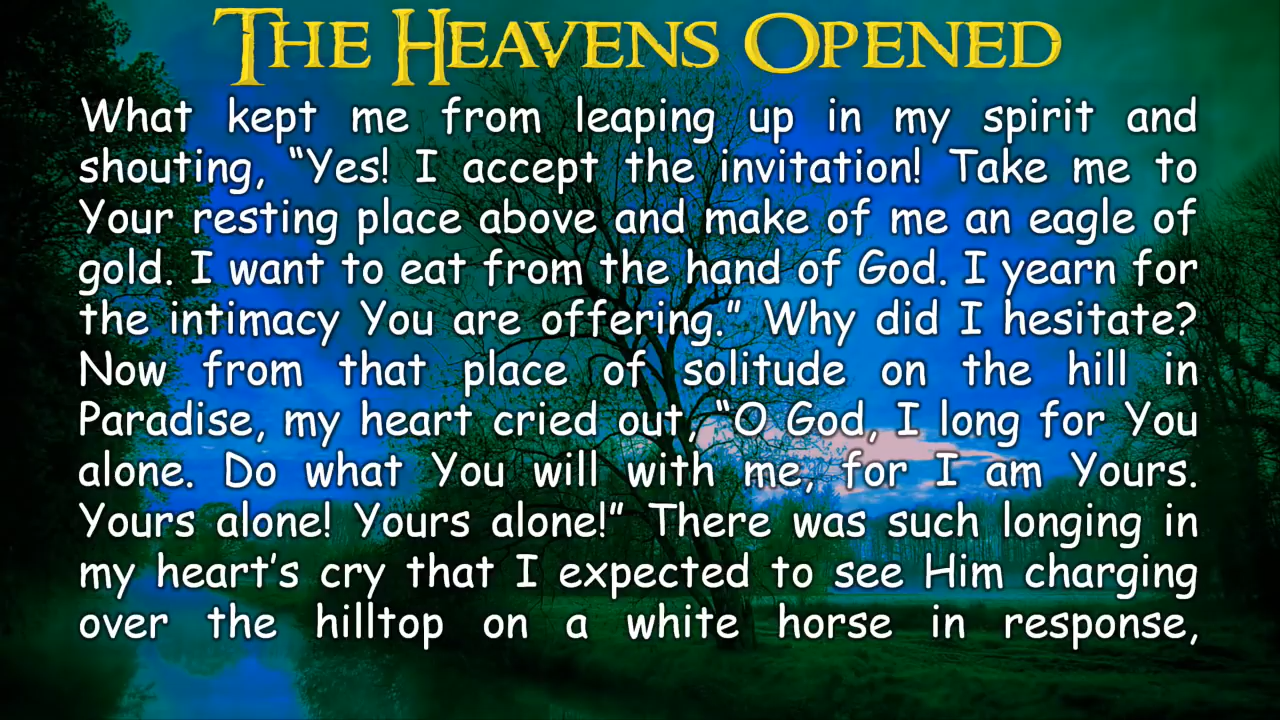 THE HEAVENS OPENED
What kept me from leaping up in my spirit and
shouting, “Yes! I accept the invitation! Take me to
Your resting place above and make of me an eagle of
gold. I want to eat from the hand of God. I yearn for
the intimacy You are offering.” Why did I hesitate?
Now from that place of solitude on the hill in
Paradise, my heart cried out, “O God, I long for You
alone. Do what You will with me, for I am Yours.
Yours alone! Yours alone!” There was such longing in
my heart’s cry that I expected to see Him charging
over the hilltop on a white horse in response,